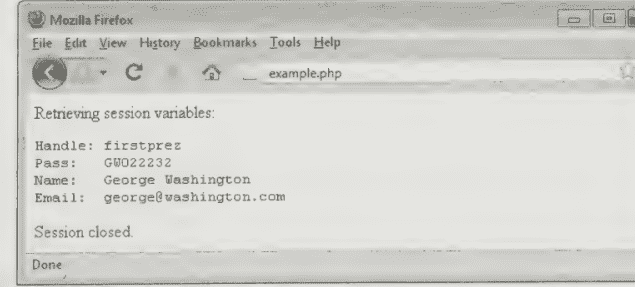 Mozilla Firefox
File Edit View History Bookmarks Tools Help
example.php
Retrieving session variables:
Handle: firstprez
Pass: GW022232
Name: George Washington
Email: george@washington.com
Session closed.
Done